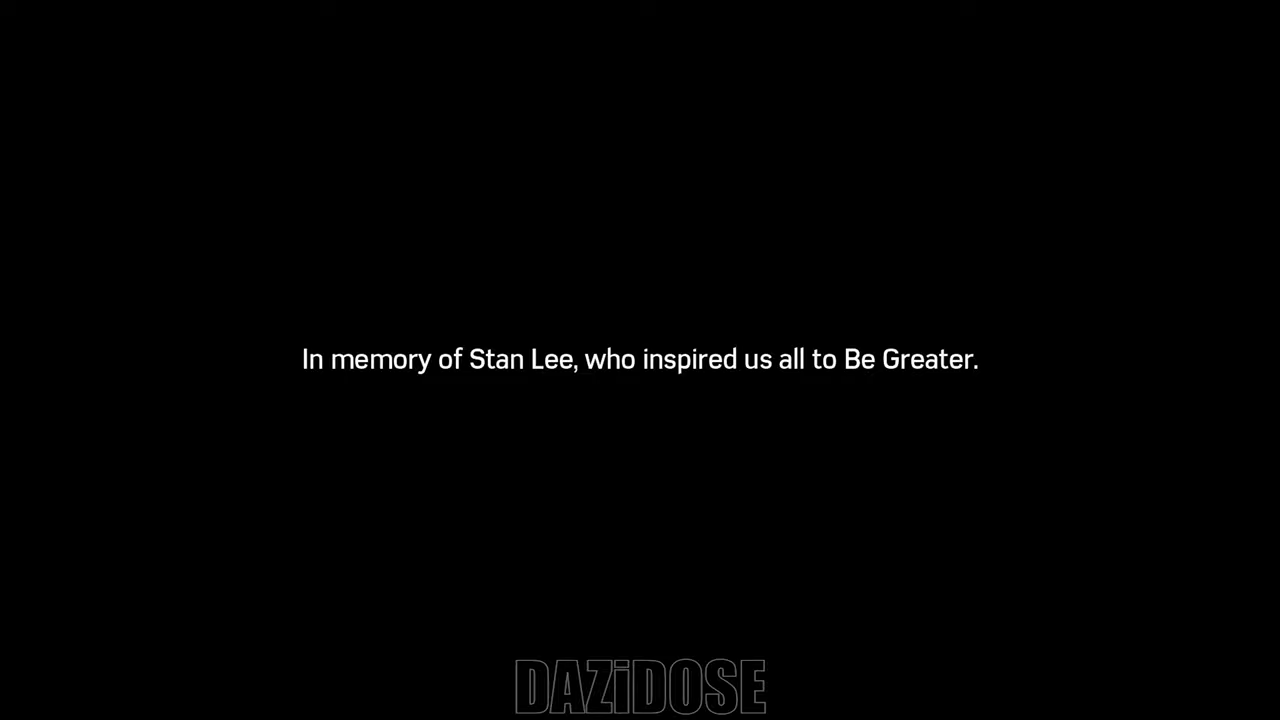 In memory of Stan Lee, who inspired us all to Be Greater.
DAZiDOSE